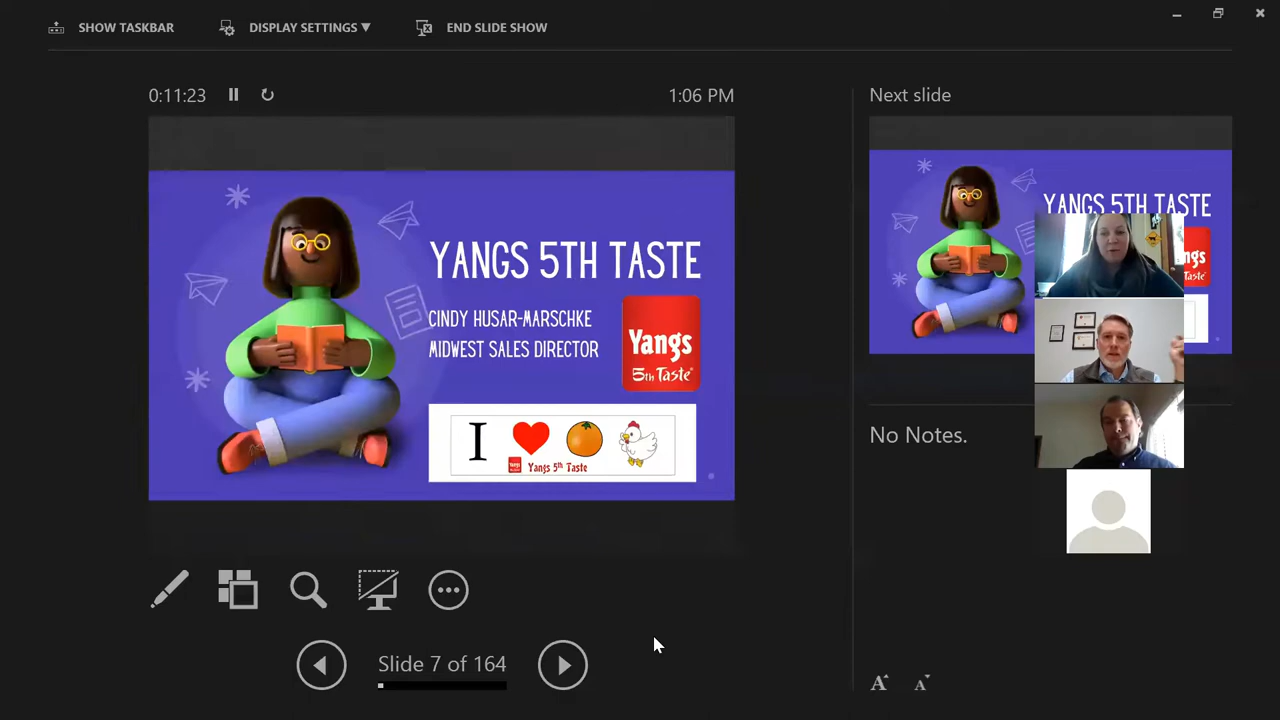 SHOW TASKBAR
DISPLAY SETTINGS ▼
END SLIDE SHOW
0:11:23
1:06 PM
YANGS 5TH TASTE
CINDY HUSAR-MARSCHKE
MIDWEST SALES DIRECTOR
Yangs
5th Taste
I
Yangs 5th Taste
Slide 7 of 164
Next slide
YANGS 5TH TASTE
ngs
Taste
No Notes.
A A